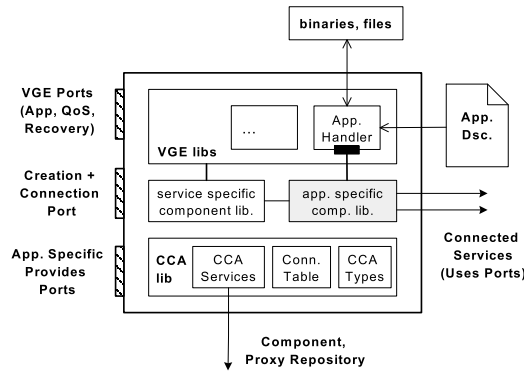 binaries, files
VGE Ports
(App, QoS,
Recovery)
...
App.
Handler
VGE libs
App.
Dsc.
Creation +
Connection
Port
service specific
component lib.
app. specific
comp. lib.
Connected
Services
(Uses Ports)
App. Specific
Provides
Ports
CCA
lib
CCA
Services
Conn.
Table
CCA
Types
Component,
Proxy Repository